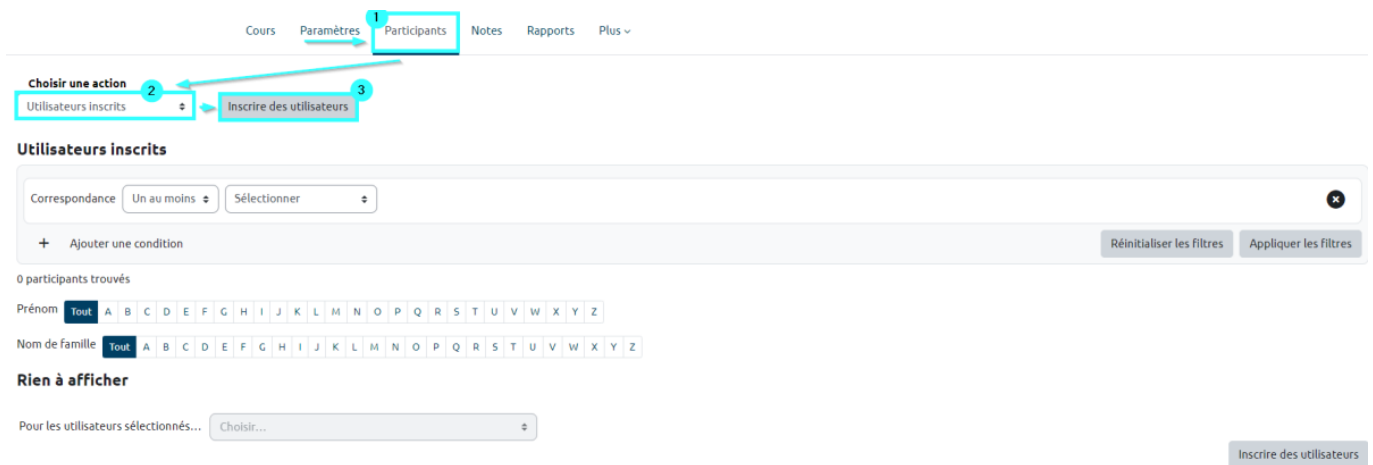 1
Cours Paramètres Participants Notes Rapports Plus
Choisir une action
2
3
Utilisateurs inscrits Inscrire des utilisateurs
Utilisateurs inscrits
Correspondance Un au moins Sélectionner
+ Ajouter une condition Réinitialiser les filtres Appliquer les filtres
0 participants trouvés
Prénom Tout A B C D E F G H I J K L M N O P Q R S T U V W X Y Z
Nom de famille Tout A B C D E F G H I J K L M N O P Q R S T U V W X Y Z
Rien à afficher
Pour les utilisateurs sélectionnés... Choisir...
Inscrire des utilisateurs